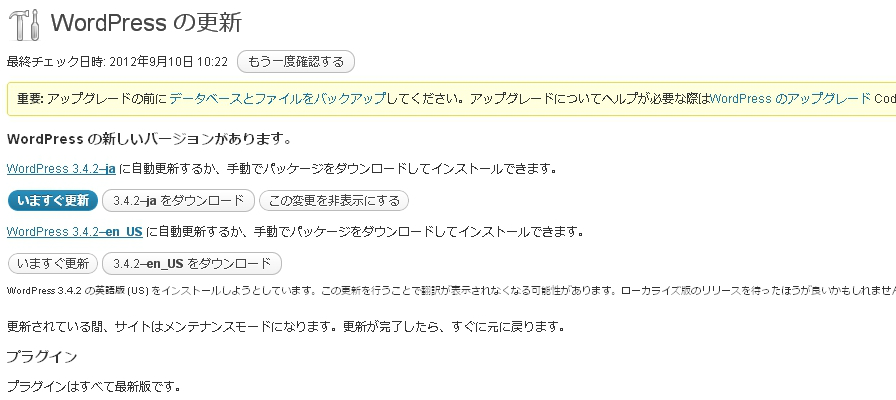 WordPress の更新
最終チェック日時: 2012年9月10日 10:22 もう一度確認する
重要: アップグレードの前にデータベースとファイルをバックアップしてください。アップグレードについてヘルプが必要な際はWordPress のアップグレード Cod
WordPress の新しいバージョンがあります。
WordPress 3.4.2–ja に自動更新するか、手動でパッケージをダウンロードしてインストールできます。
いますぐ更新 3.4.2–ja をダウンロード この変更を非表示にする
WordPress 3.4.2–en_US に自動更新するか、手動でパッケージをダウンロードしてインストールできます。
いますぐ更新 3.4.2–en_US をダウンロード
WordPress 3.4.2 の英語版 (US) をインストールしようとしています。この更新を行うことで翻訳が表示されなくなる可能性があります。ローカライズ版のリリースを待ったほうが良いかもしれません
更新されている間、サイトはメンテナンスモードになります。更新が完了したら、すぐに元に戻ります。
プラグイン
プラグインはすべて最新版です。